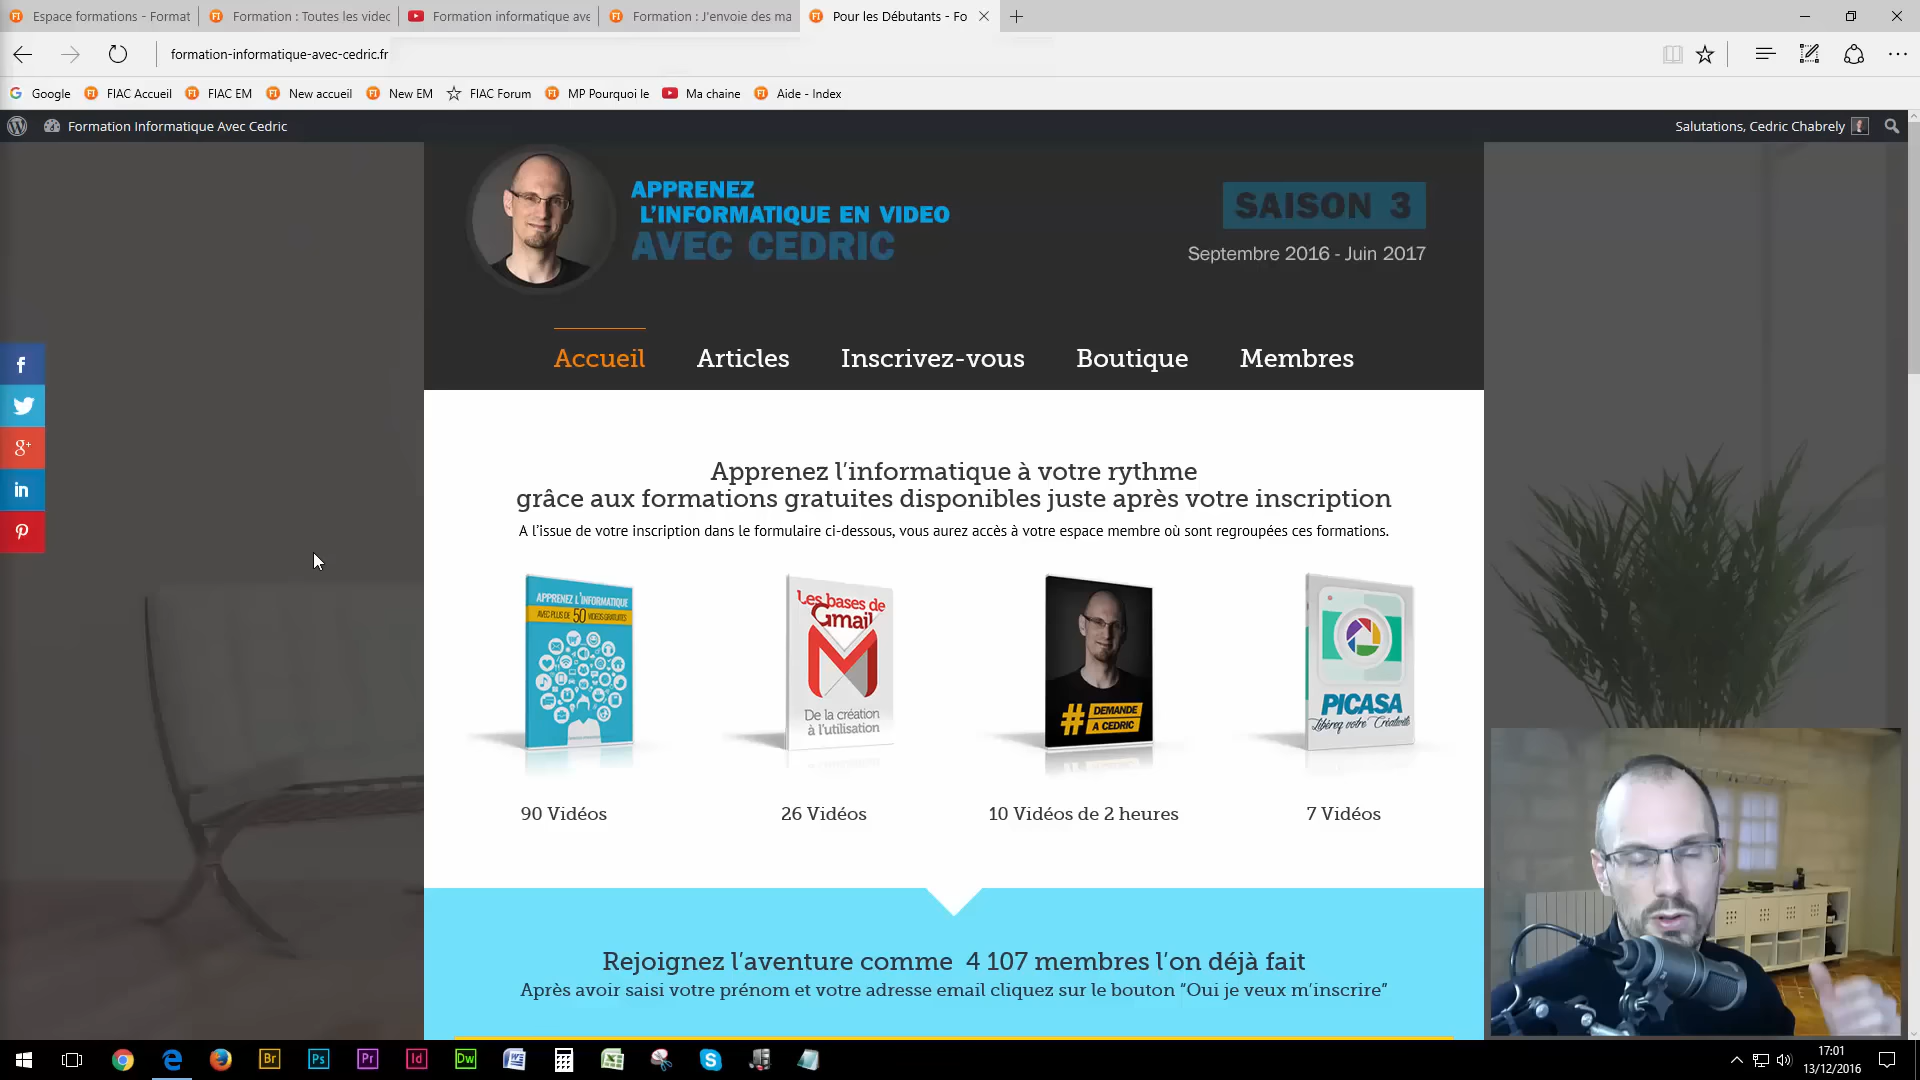 Espace formations - Format
Formation : Toutes les videc
Formation informatique ave
Formation : J'envoie des ma
Pour les Débutants - Fo
formation-informatique-avec-cedric.fr
Google
FIAC Accueil
FIAC EM
New accueil
New EM
FIAC Forum
MP Pourquoi le
Ma chaine
Aide - Index
Formation Informatique Avec Cedric
Salutations, Cedric Chabrely
APPRENEZ
L'INFORMATIQUE EN VIDEO
AVEC CEDRIC
SAISON 3
Septembre 2016 - Juin 2017
Accueil
Articles
Inscrivez-vous
Boutique
Membres
Apprenez l'informatique à votre rythme
grâce aux formations gratuites disponibles juste après votre inscription
A l'issue de votre inscription dans le formulaire ci-dessous, vous aurez accès à votre espace membre où sont regroupées ces formations.
APPRENEZ L'INFORMATIQUE
AVEC PLUS DE 50 VIDEOS GRATUITES
Les bases de
Gmail
De la création
à l'utilisation
# DEMANDE
A CEDRIC
PICASA
Libérez votre Créativité
90 Vidéos
26 Vidéos
10 Vidéos de 2 heures
7 Vidéos
Rejoignez l'aventure comme 4 107 membres l'on déjà fait
Après avoir saisi votre prénom et votre adresse email cliquez sur le bouton "Oui je veux m'inscrire"
Br
Ps
Pr
Id
Dw
17:01
13/12/2016